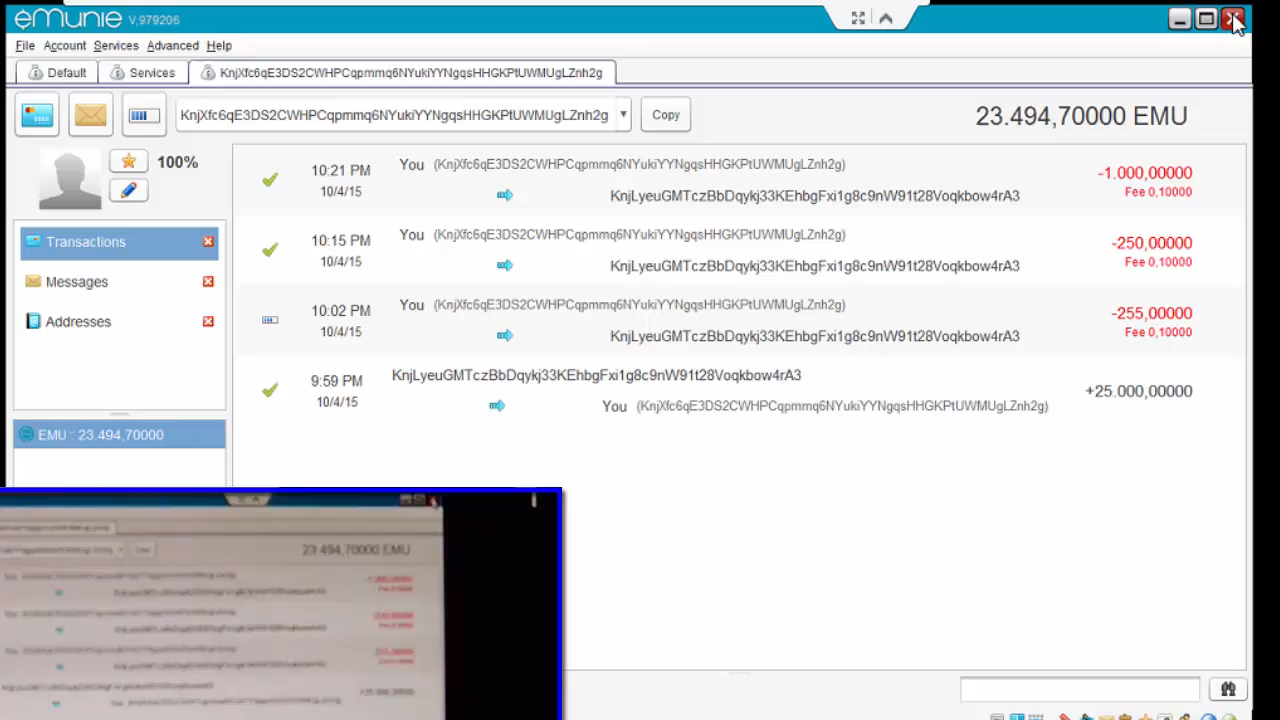 emunie V,979206
File Account Services Advanced Help
Default Services KnjXfc6qE3DS2CWHPCqpmmq6NYukiYYNgqsHHGKPtUWMUgLZnh2g
KnjXfc6qE3DS2CWHPCqpmmq6NYukiYYNgqsHHGKPtUWMUgLZnh2g Copy 23.494,70000 EMU
100%
10:21 PM You (KnjXfc6qE3DS2CWHPCqpmmq6NYukiYYNgqsHHGKPtUWMUgLZnh2g) -1.000,00000
10/4/15 KnjLyeuGMTczBbDqykj33KEhbgFxi1g8c9nW91t28Voqkbow4rA3 Fee 0,10000
Transactions
10:15 PM You (KnjXfc6qE3DS2CWHPCqpmmq6NYukiYYNgqsHHGKPtUWMUgLZnh2g) -250,00000
10/4/15 KnjLyeuGMTczBbDqykj33KEhbgFxi1g8c9nW91t28Voqkbow4rA3 Fee 0,10000
Messages
10:02 PM You (KnjXfc6qE3DS2CWHPCqpmmq6NYukiYYNgqsHHGKPtUWMUgLZnh2g) -255,00000
Addresses
10/4/15 KnjLyeuGMTczBbDqykj33KEhbgFxi1g8c9nW91t28Voqkbow4rA3 Fee 0,10000
9:59 PM KnjLyeuGMTczBbDqykj33KEhbgFxi1g8c9nW91t28Voqkbow4rA3 +25.000,00000
10/4/15 You (KnjXfc6qE3DS2CWHPCqpmmq6NYukiYYNgqsHHGKPtUWMUgLZnh2g)
EMU : 23.494,70000
23.494,70000 EMU